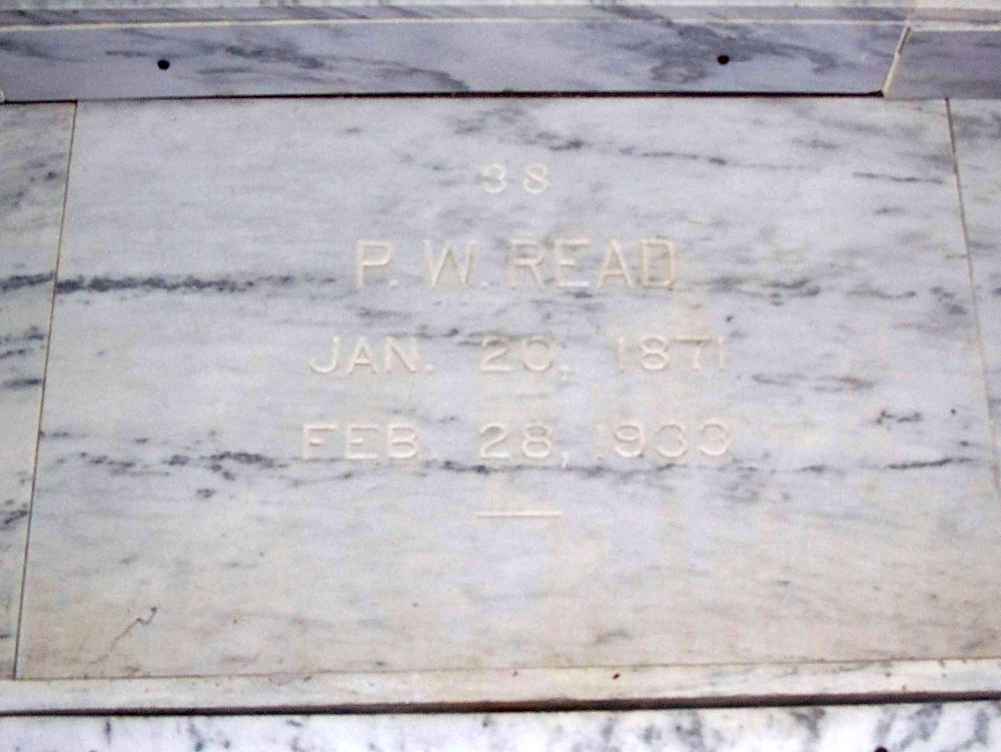 38
P. W. READ
JAN. 20, 1871
FEB. 28, 1933